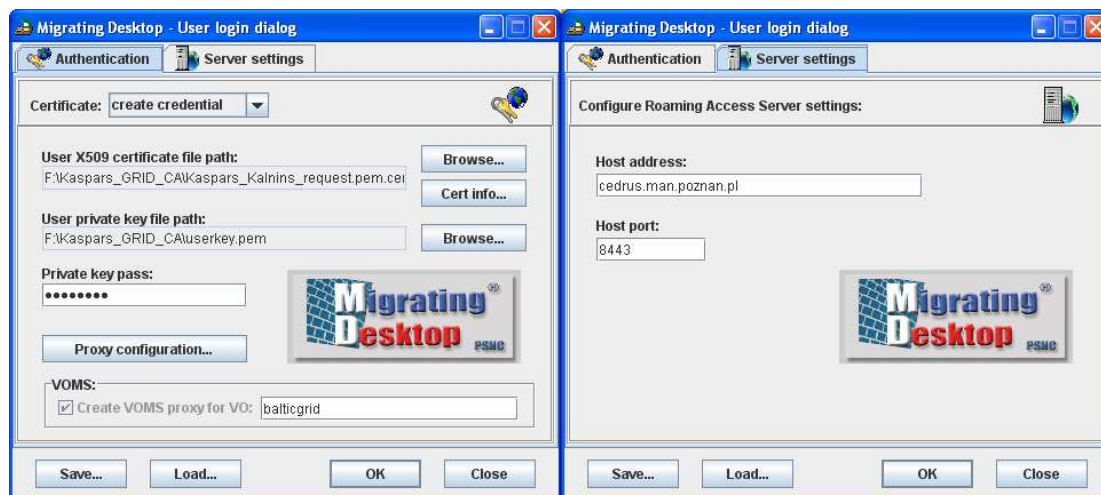 Migrating Desktop - User login dialog
Authentication
Server settings
Certificate: create credential
User X509 certificate file path:
F:\Kaspars_GRID_CA\Kaspars_Kalnins_request.pem.cer
Browse...
Cert info...
User private key file path:
F:\Kaspars_GRID_CA\userkey.pem
Browse...
Private key pass:
••••••••
Proxy configuration...
Migrating®
Desktop
PSNC
VOMS:
Create VOMS proxy for VO: balticgrid
Save... Load... OK Close
Migrating Desktop - User login dialog
Authentication
Server settings
Configure Roaming Access Server settings:
Host address:
cedrus.man.poznan.pl
Host port:
8443
Migrating®
Desktop
PSNC
Save... Load... OK Close